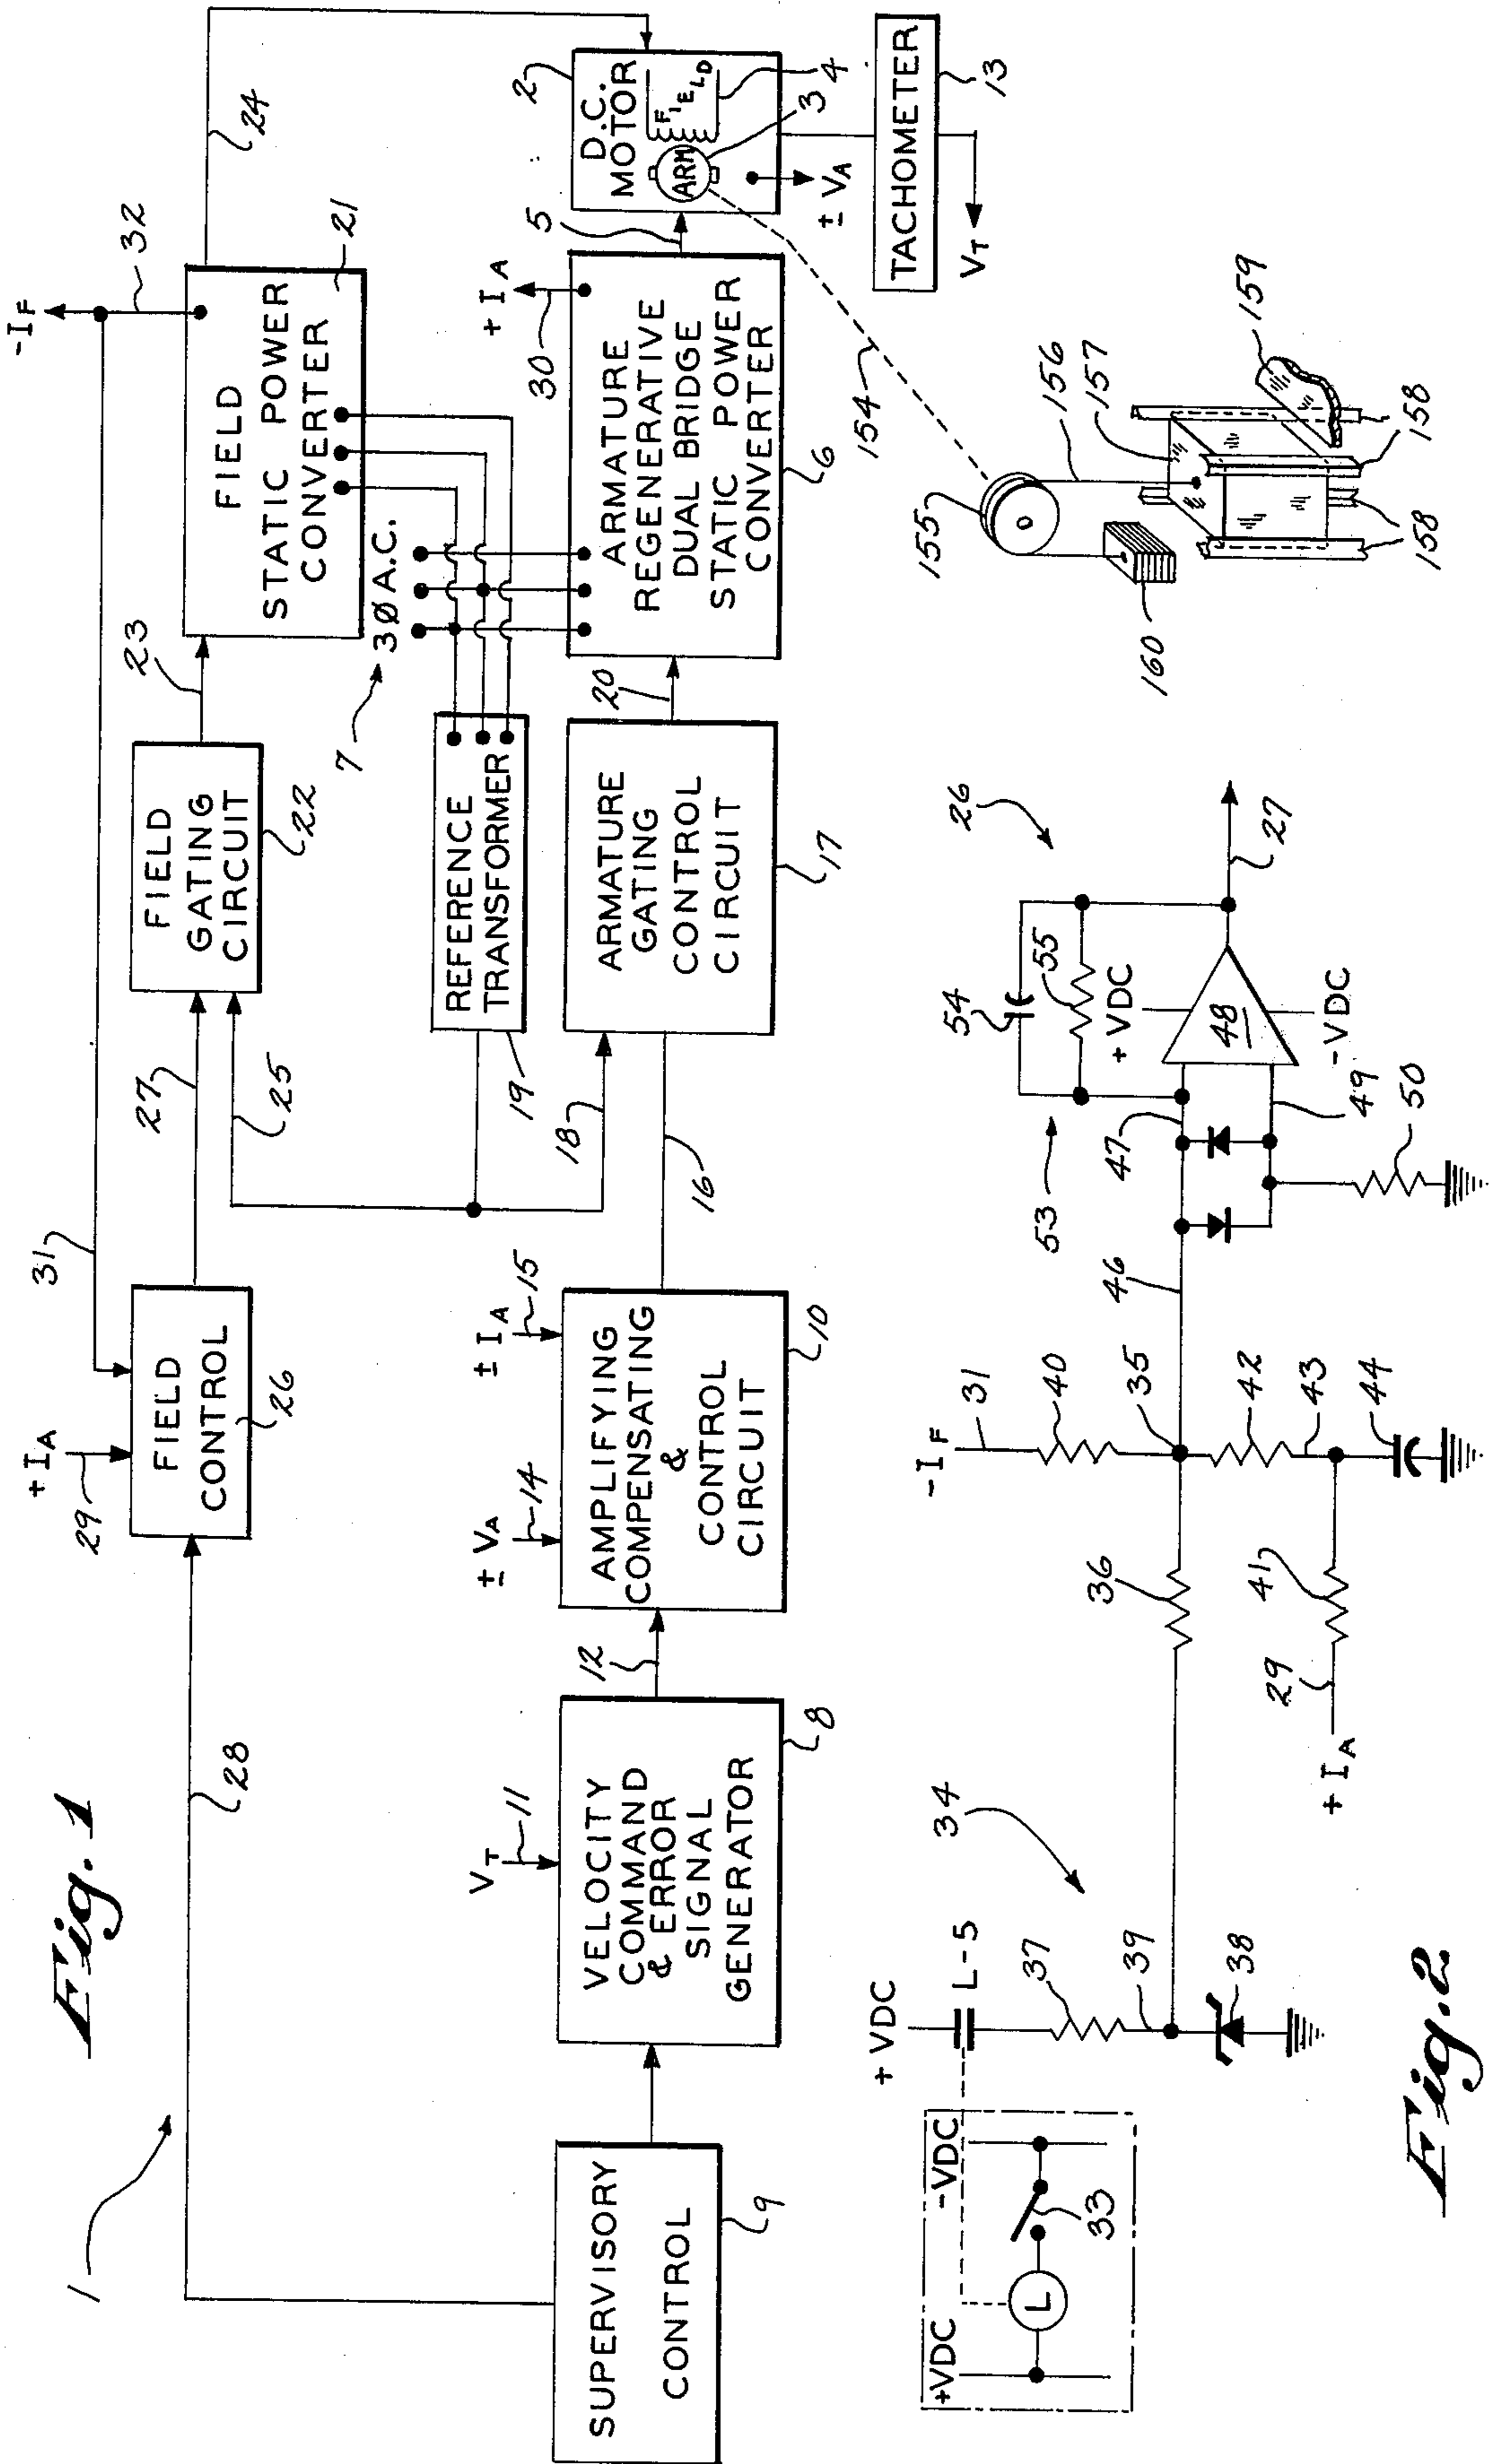 Fig. 1
1
SUPERVISORY
CONTROL
9
28
VELOCITY
COMMAND
& ERROR
SIGNAL
GENERATOR
8
VT
11
12
AMPLIFYING
COMPENSATING
&
CONTROL
CIRCUIT
10
± VA
14
± IA
15
16
+IA
29
FIELD
CONTROL
26
31
27
25
18
REFERENCE
TRANSFORMER
19
FIELD
GATING
CIRCUIT
22
23
ARMATURE
GATING
CONTROL
CIRCUIT
17
20
7
3Ø A.C.
FIELD
STATIC POWER
CONVERTER
21
-IF
32
24
ARMATURE
REGENERATIVE
DUAL BRIDGE
STATIC POWER
CONVERTER
6
+IA
30
5
D.C.
MOTOR
2
ARM
FIELD
4
3
± VA
TACHOMETER
13
VT
154
155
156
157
158
158
159
160
Fig. 2
+VDC
-VDC
L
33
+VDC
L-5
37
39
38
34
36
+IA
29
41
-IF
31
40
35
42
43
44
46
47
53
54
55
+VDC
48
-VDC
49
50
26
27